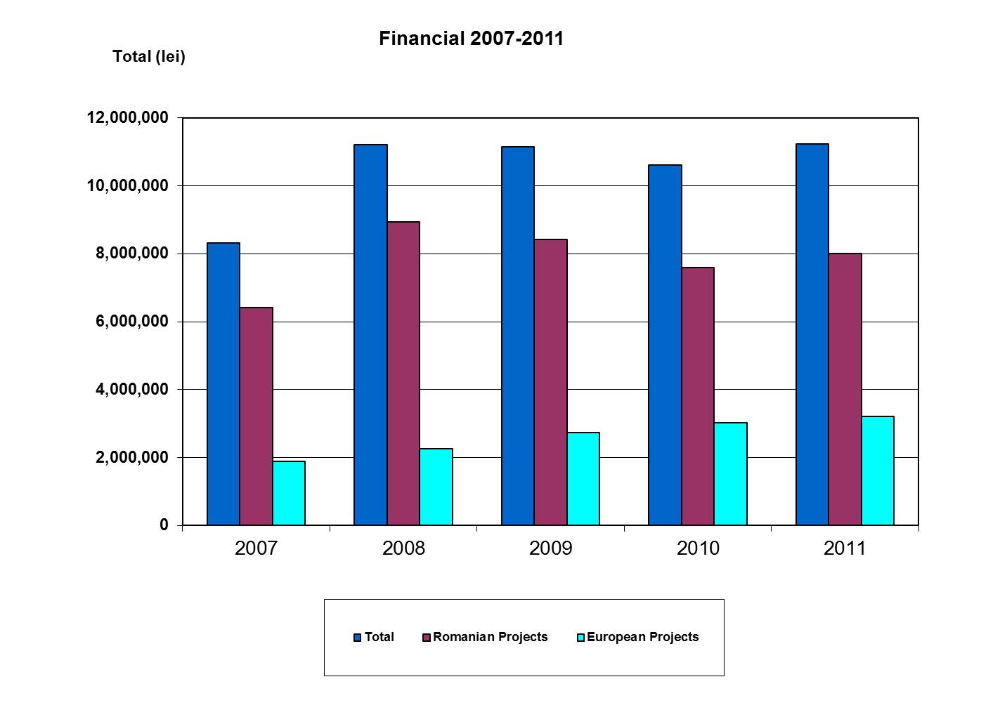 Financial 2007-2011
Total (lei)
12,000,000
10,000,000
8,000,000
6,000,000
4,000,000
2,000,000
0
2007 2008 2009 2010 2011
Total Romanian Projects European Projects